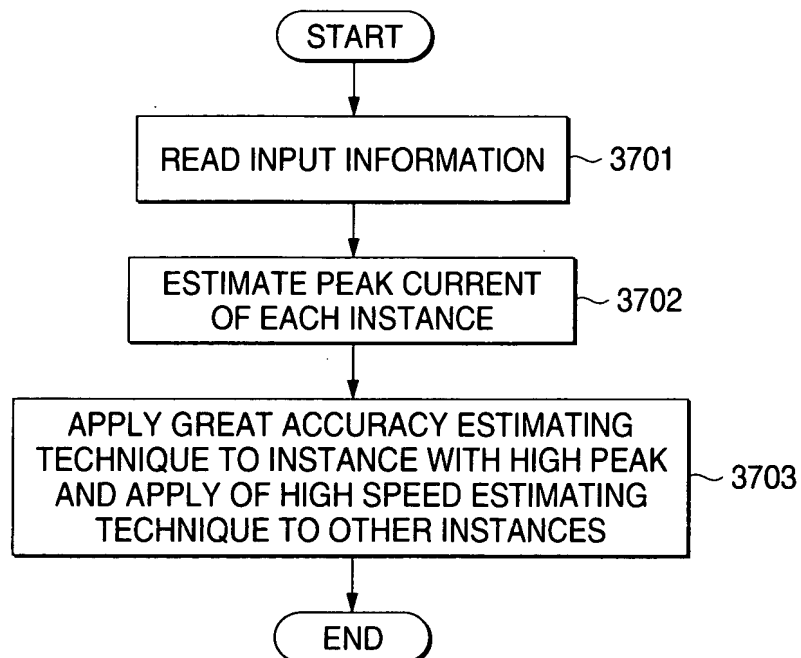 START
READ INPUT INFORMATION
3701
ESTIMATE PEAK CURRENT
OF EACH INSTANCE
3702
APPLY GREAT ACCURACY ESTIMATING
TECHNIQUE TO INSTANCE WITH HIGH PEAK
AND APPLY OF HIGH SPEED ESTIMATING
TECHNIQUE TO OTHER INSTANCES
3703
END